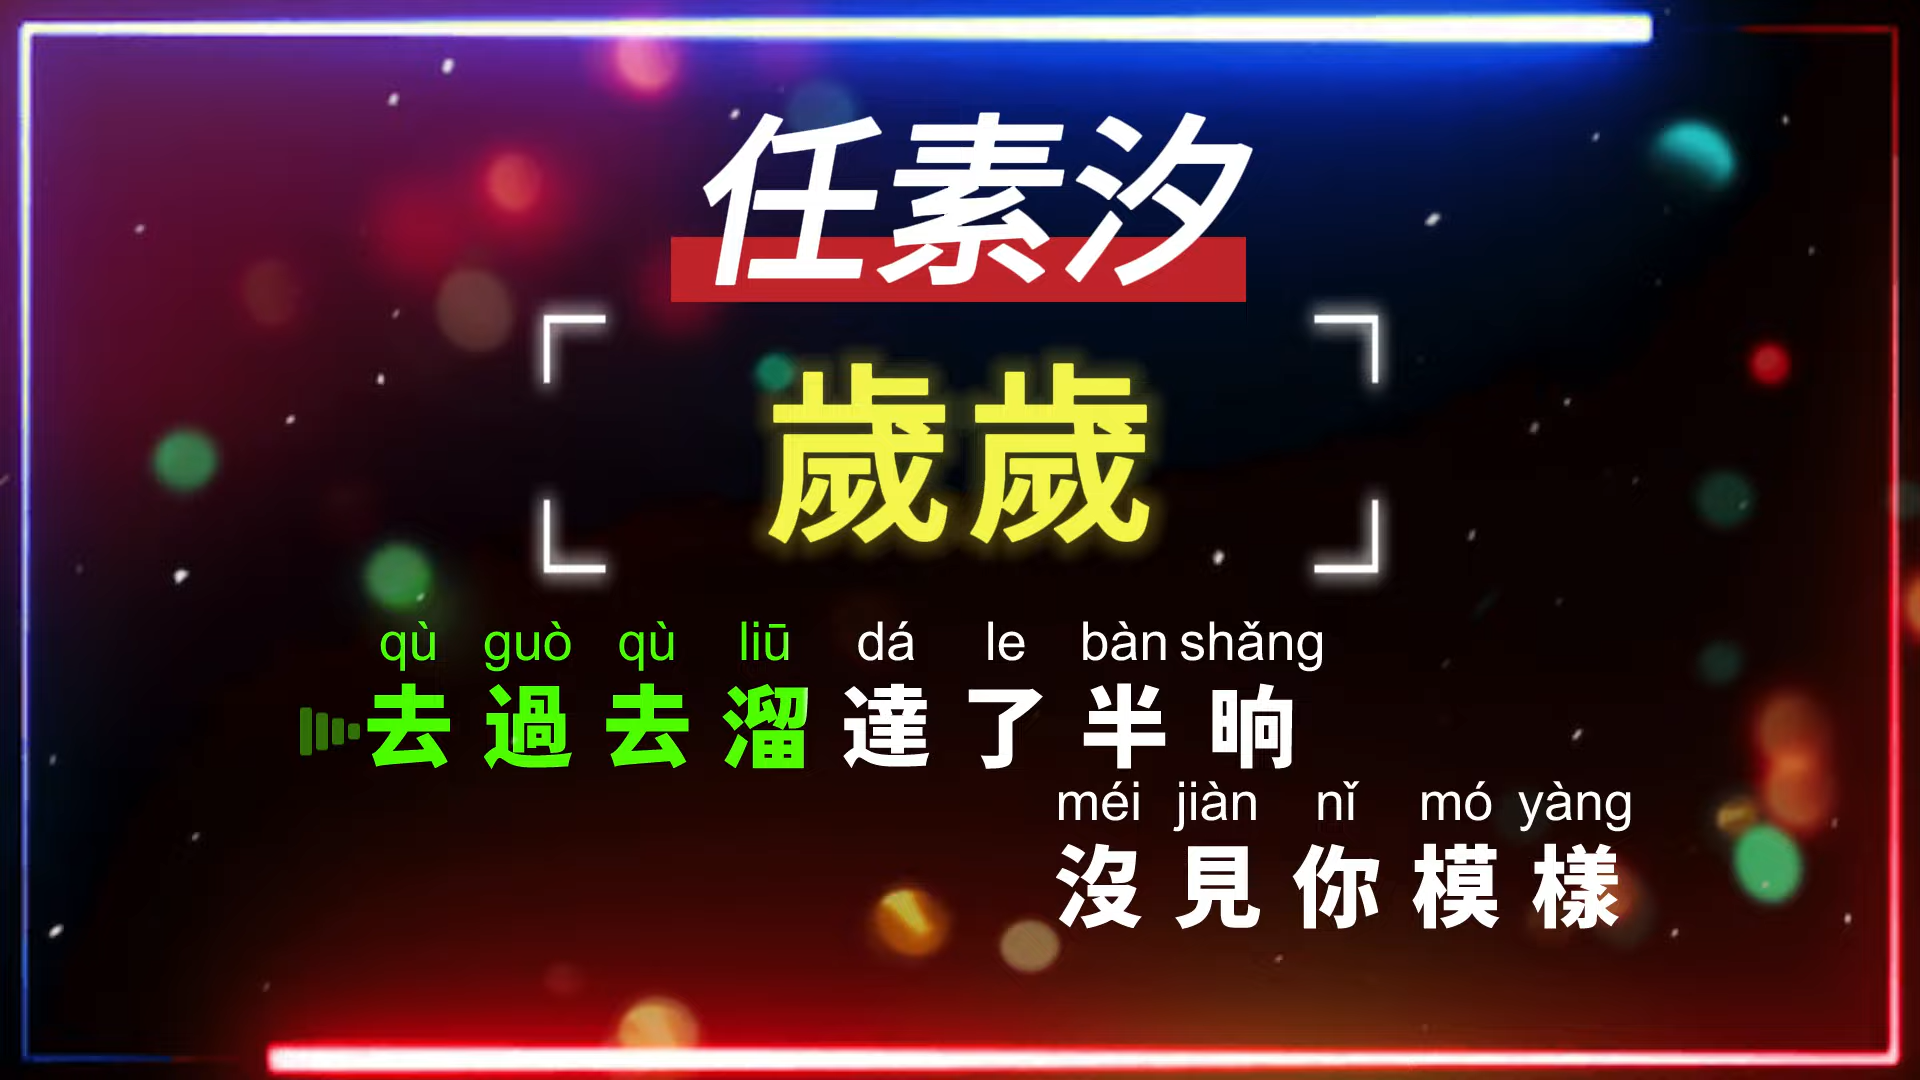 任素汐
歲歲
qù guò qù liū dá le bàn shǎng
去過去溜達了半晌
méi jiàn nǐ mó yàng
沒見你模樣